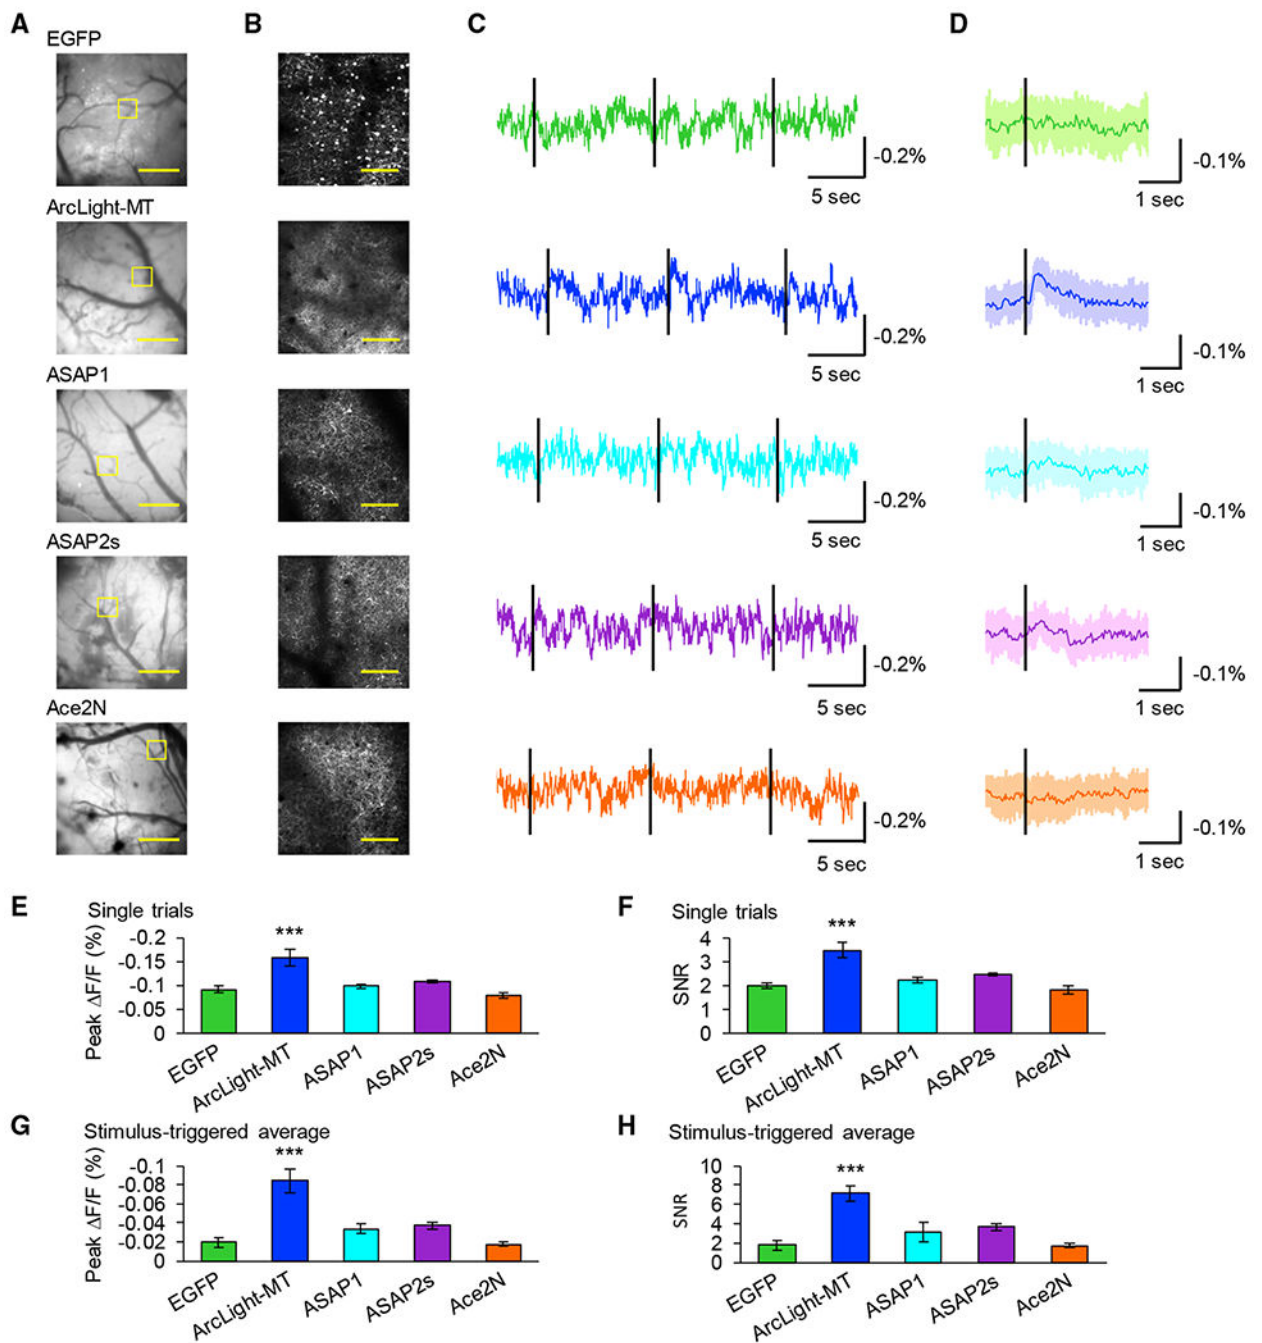 A
B
C
D
EGFP
-0.2%
5 sec
-0.1%
1 sec
ArcLight-MT
-0.2%
5 sec
-0.1%
1 sec
ASAP1
-0.2%
5 sec
-0.1%
1 sec
ASAP2s
-0.2%
5 sec
-0.1%
1 sec
Ace2N
-0.2%
5 sec
-0.1%
1 sec
E
Single trials
Peak ΔF/F (%)
-0.2
-0.15
-0.1
-0.05
0
***
EGFP
ArcLight-MT
ASAP1
ASAP2s
Ace2N
F
Single trials
SNR
4
3
2
1
0
***
EGFP
ArcLight-MT
ASAP1
ASAP2s
Ace2N
G
Stimulus-triggered average
Peak ΔF/F (%)
-0.1
-0.08
-0.06
-0.04
-0.02
0
***
EGFP
ArcLight-MT
ASAP1
ASAP2s
Ace2N
H
Stimulus-triggered average
SNR
10
8
6
4
2
0
***
EGFP
ArcLight-MT
ASAP1
ASAP2s
Ace2N